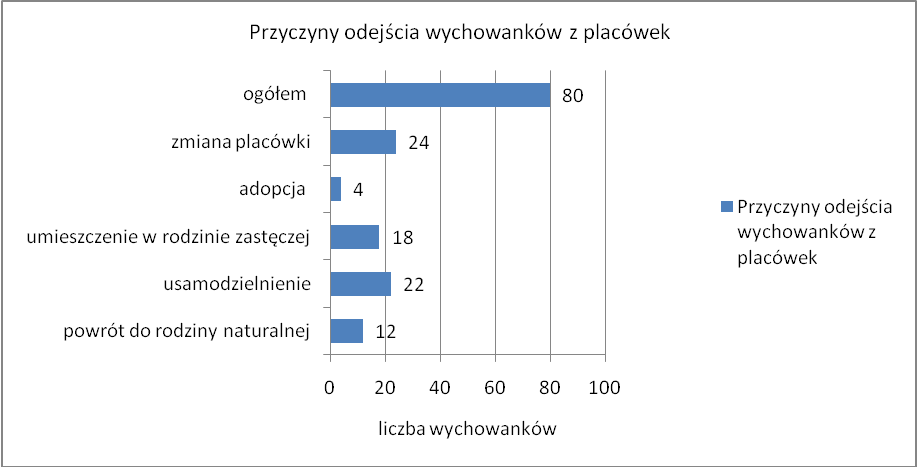 Przyczyny odejścia wychowanków z placówek
ogółem
80
zmiana placówki
24
adopcja
4
umieszczenie w rodzinie zastęczej
18
usamodzielnienie
22
powrót do rodziny naturalnej
12
0 20 40 60 80 100
liczba wychowanków
Przyczyny odejścia
wychowanków z
placówek